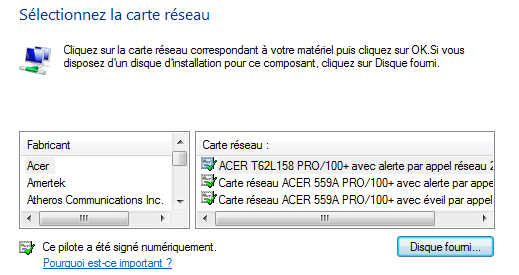 Sélectionnez la carte réseau
Cliquez sur la carte réseau correspondant à votre matériel puis cliquez sur OK.Si vous
disposez d'un disque d'installation pour ce composant, cliquez sur Disque fourni.
Fabricant
Acer
Amertek
Atheros Communications Inc.
Carte réseau :
ACER T62L158 PRO/100+ avec alerte par appel réseau 2
Carte réseau ACER 559A PRO/100+ avec alerte par appe
Carte réseau ACER 559A PRO/100+ avec éveil par appel
Ce pilote a été signé numériquement.
Pourquoi est-ce important ?
Disque fourni...